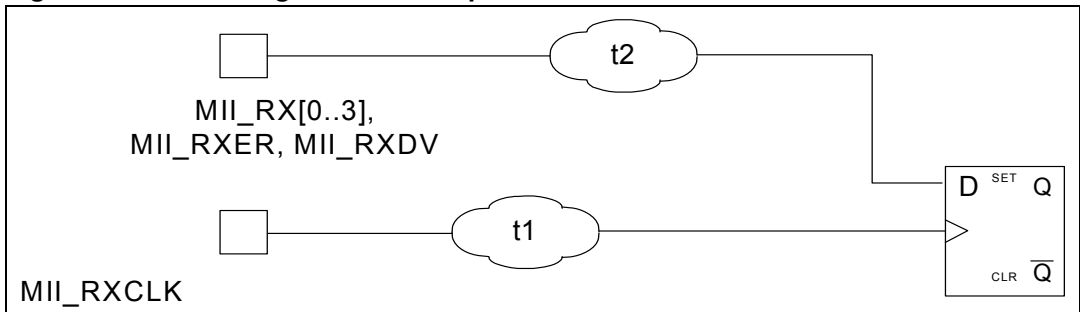 t2
MII_RX[0..3],
MII_RXER, MII_RXDV
D SET Q
t1
CLR Q
MII_RXCLK